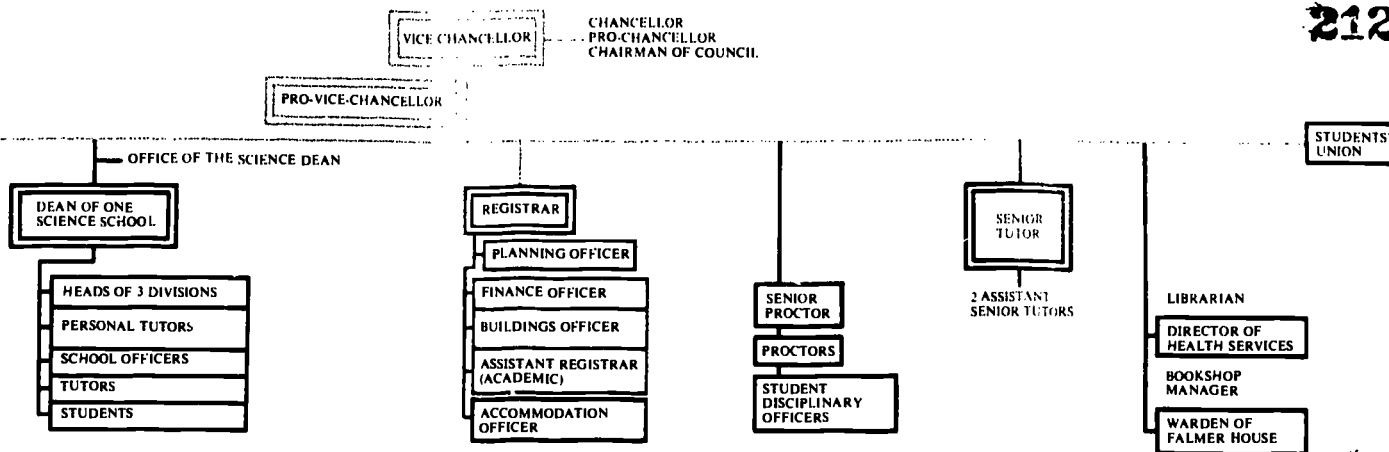 212
CHANCELLOR
VICE CHANCELLOR
PRO-CHANCELLOR
CHAIRMAN OF COUNCIL
PRO-VICE-CHANCELLOR
STUDENTS'
UNION
OFFICE OF THE SCIENCE DEAN
DEAN OF ONE
SCIENCE SCHOOL
HEADS OF 3 DIVISIONS
PERSONAL TUTORS
SCHOOL OFFICERS
TUTORS
STUDENTS
REGISTRAR
PLANNING OFFICER
FINANCE OFFICER
BUILDINGS OFFICER
ASSISTANT REGISTRAR
(ACADEMIC)
ACCOMMODATION
OFFICER
SENIOR
PROCTOR
PROCTORS
STUDENT
DISCIPLINARY
OFFICERS
SENIOR
TUTOR
2 ASSISTANT
SENIOR TUTORS
LIBRARIAN
DIRECTOR OF
HEALTH SERVICES
BOOKSHOP
MANAGER
WARDEN OF
FALMER HOUSE